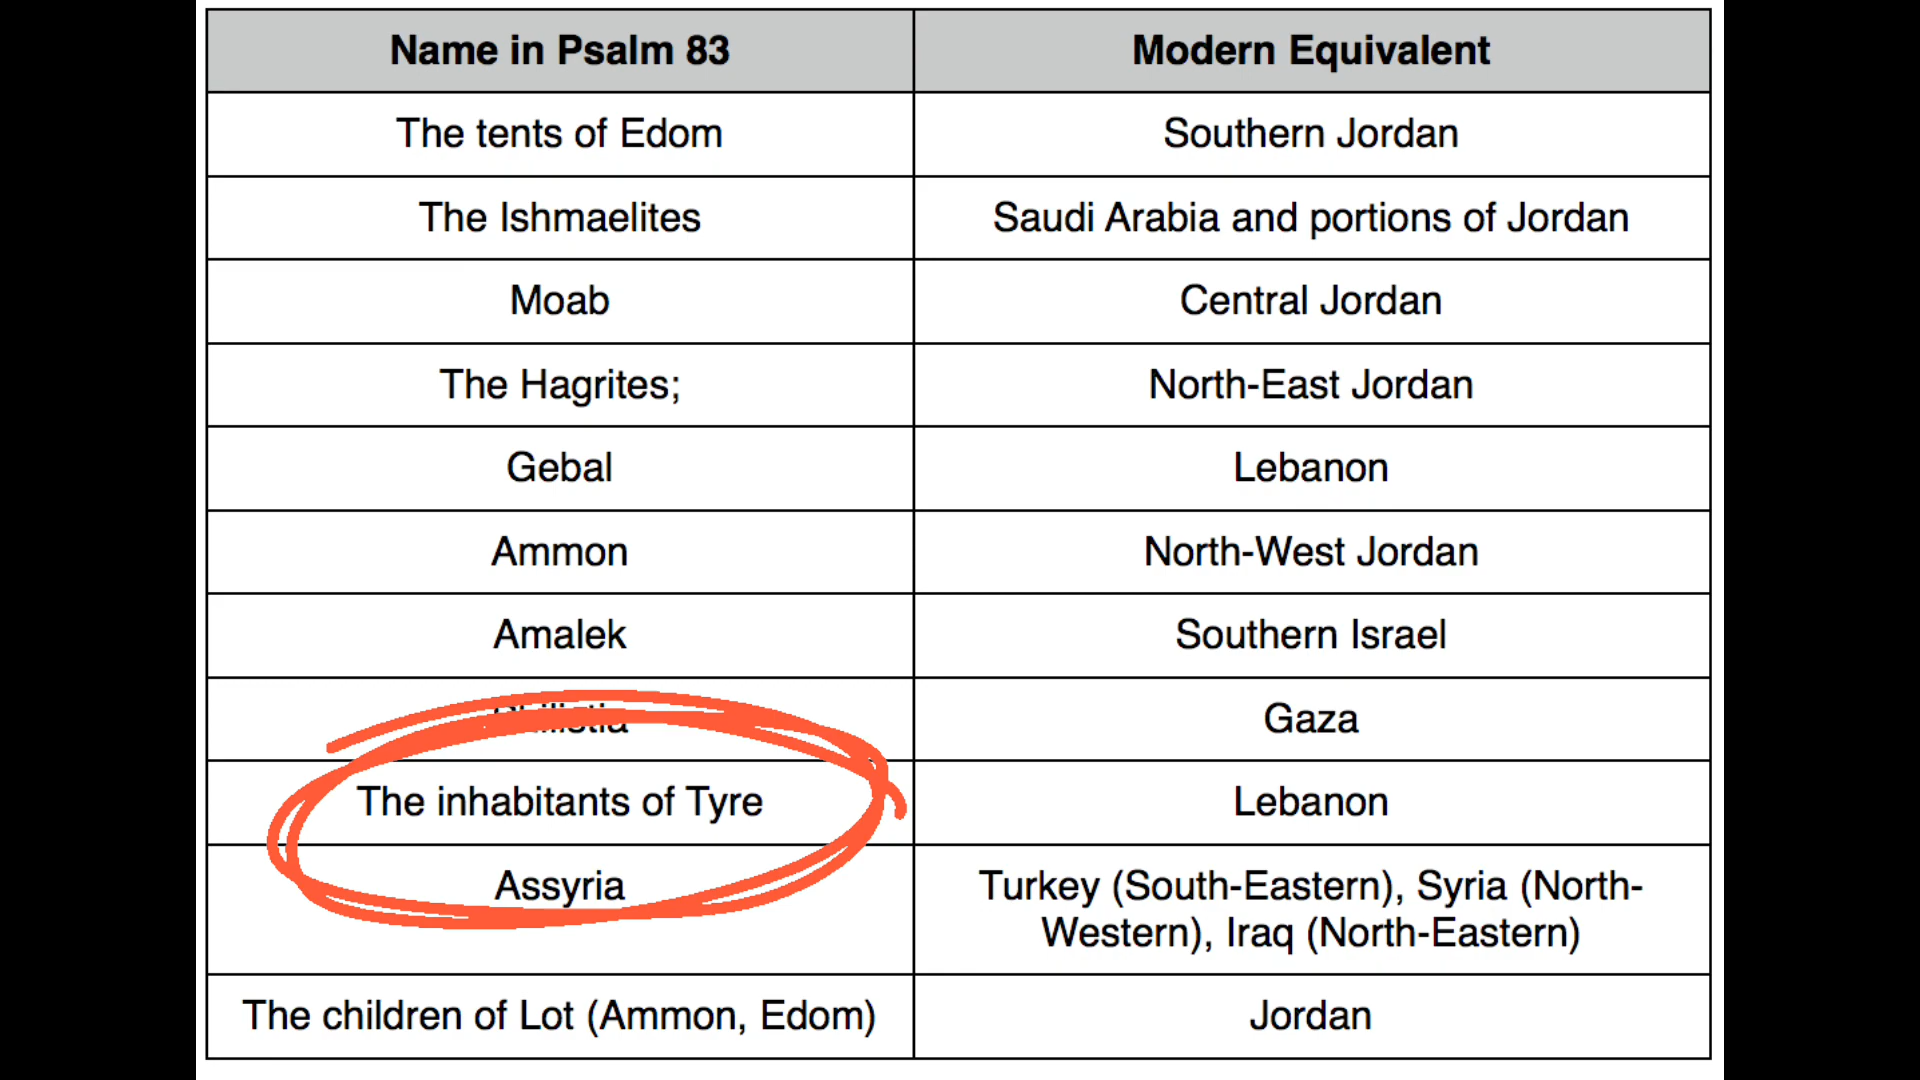 Name in Psalm 83 Modern Equivalent
The tents of Edom Southern Jordan
The Ishmaelites Saudi Arabia and portions of Jordan
Moab Central Jordan
The Hagrites; North-East Jordan
Gebal Lebanon
Ammon North-West Jordan
Amalek Southern Israel
Philistia Gaza
The inhabitants of Tyre Lebanon
Assyria Turkey (South-Eastern), Syria (North-
Western), Iraq (North-Eastern)
The children of Lot (Ammon, Edom) Jordan